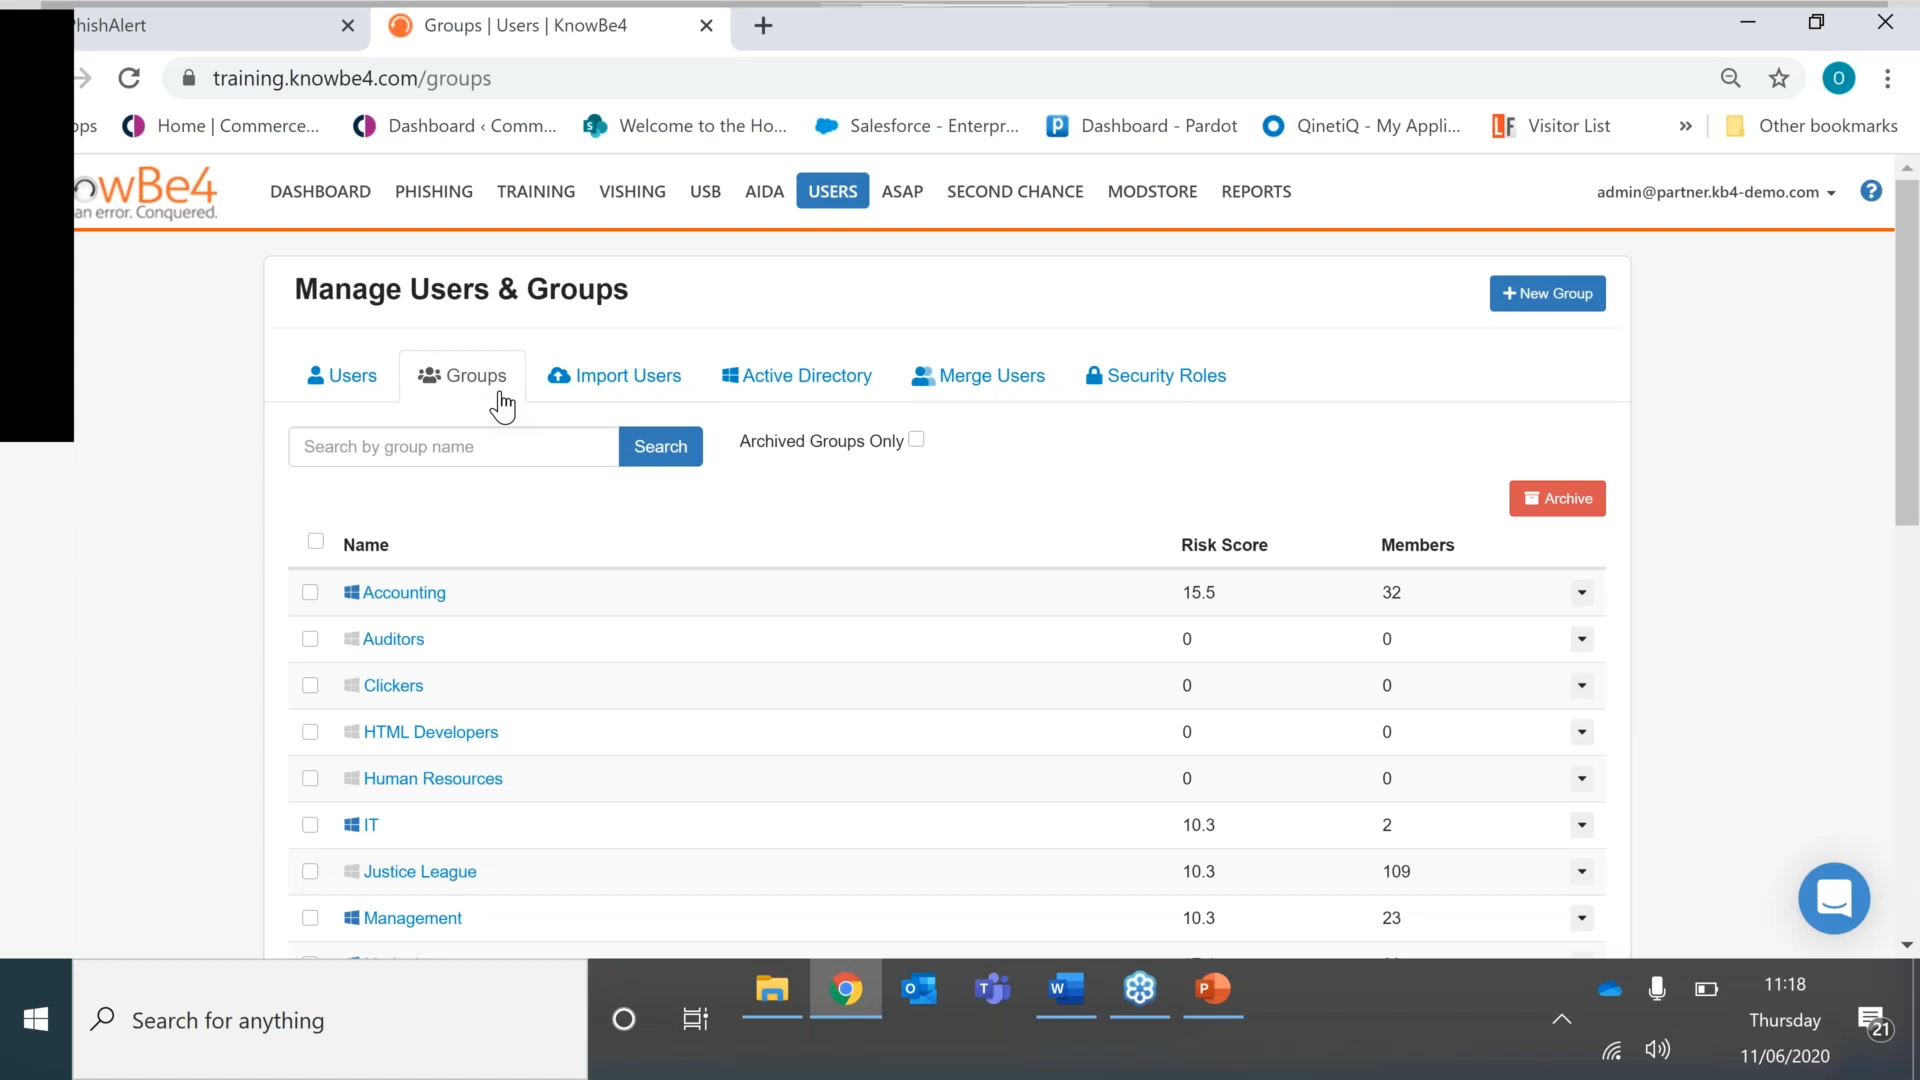 hishAlert
Groups | Users | KnowBe4
training.knowbe4.com/groups
Home | Commerce...
Dashboard ‹ Comm...
Welcome to the Ho...
Salesforce - Enterpr...
Dashboard - Pardot
QinetiQ - My Appli...
Visitor List
»
Other bookmarks
owBe4
an error. Conquered.
DASHBOARD PHISHING TRAINING VISHING USB AIDA USERS ASAP SECOND CHANCE MODSTORE REPORTS
admin@partner.kb4-demo.com
Manage Users & Groups
+ New Group
Users Groups Import Users Active Directory Merge Users Security Roles
Search by group name Search Archived Groups Only
Archive
Name Risk Score Members
Accounting 15.5 32
Auditors 0 0
Clickers 0 0
HTML Developers 0 0
Human Resources 0 0
IT 10.3 2
Justice League 10.3 109
Management 10.3 23
Search for anything
11:18
Thursday
11/06/2020
21